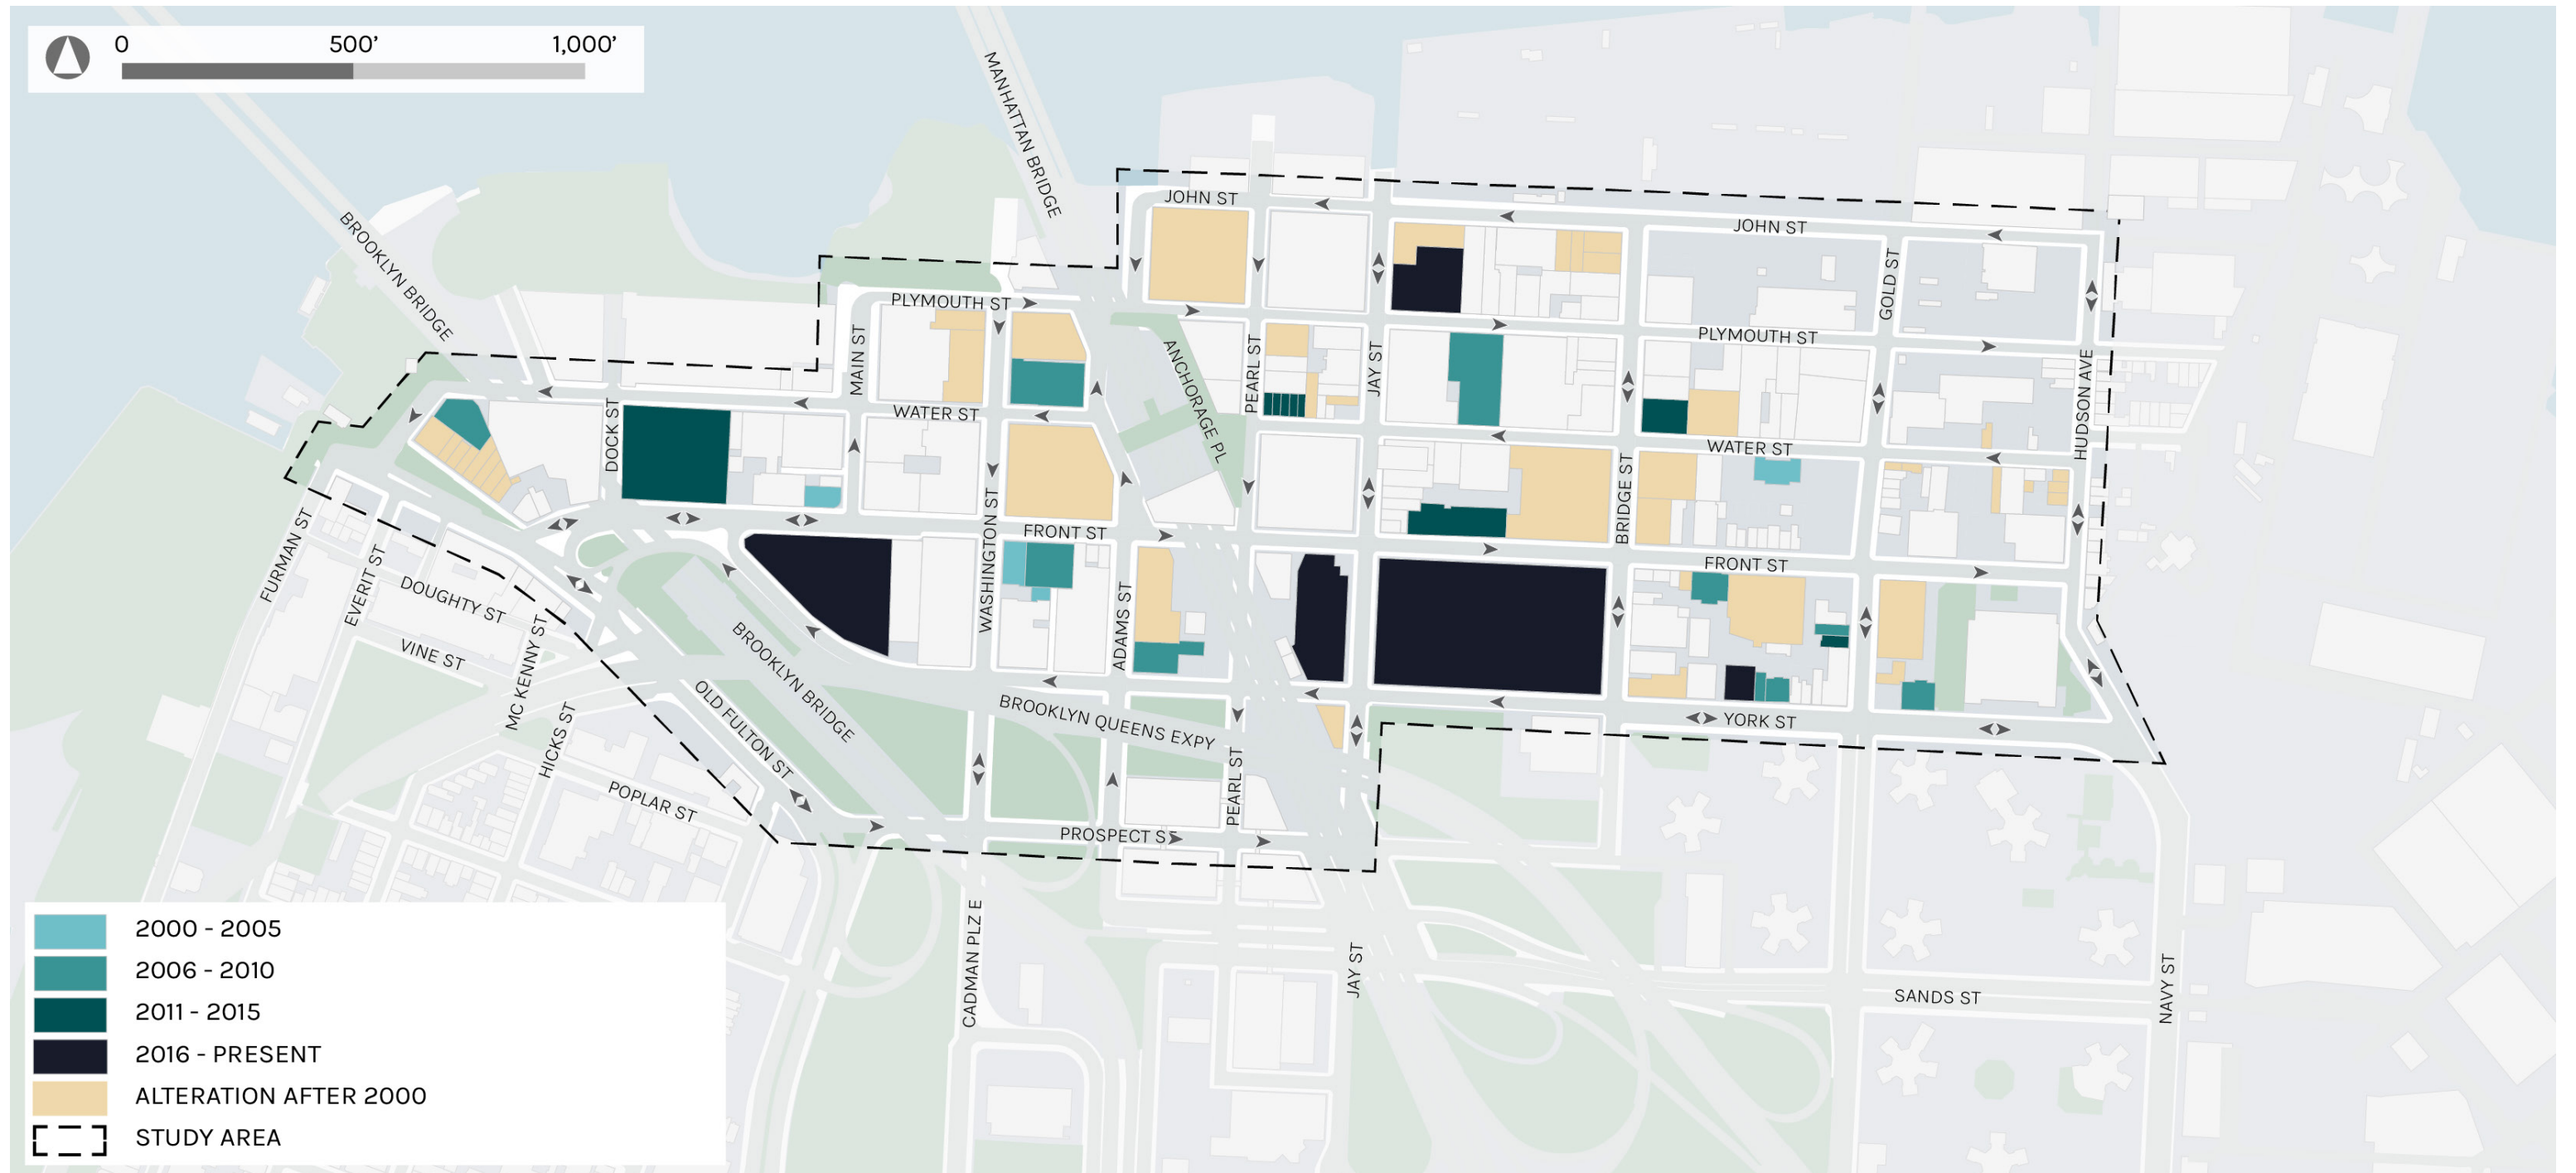 0 500’ 1,000’
MANHATTAN BRIDGE
BROOKLYN BRIDGE
JOHN ST
JOHN ST
PLYMOUTH ST
PLYMOUTH ST
GOLD ST
MAIN ST
ANCHORAGE PL
PEARL ST
JAY ST
HUDSON AVE
DOCK ST
WATER ST
WATER ST
BRIDGE ST
WASHINGTON ST
FRONT ST
FRONT ST
FURMAN ST
EVERIT ST
DOUGHTY ST
VINE ST
MC KENNY ST
HICKS ST
ADAMS ST
BROOKLYN BRIDGE
OLD FULTON ST
BROOKLYN QUEENS EXPY
YORK ST
PEARL ST
POPLAR ST
PROSPECT ST
CADMAN PLZ E
JAY ST
SANDS ST
NAVY ST
2000 - 2005
2006 - 2010
2011 - 2015
2016 - PRESENT
ALTERATION AFTER 2000
STUDY AREA